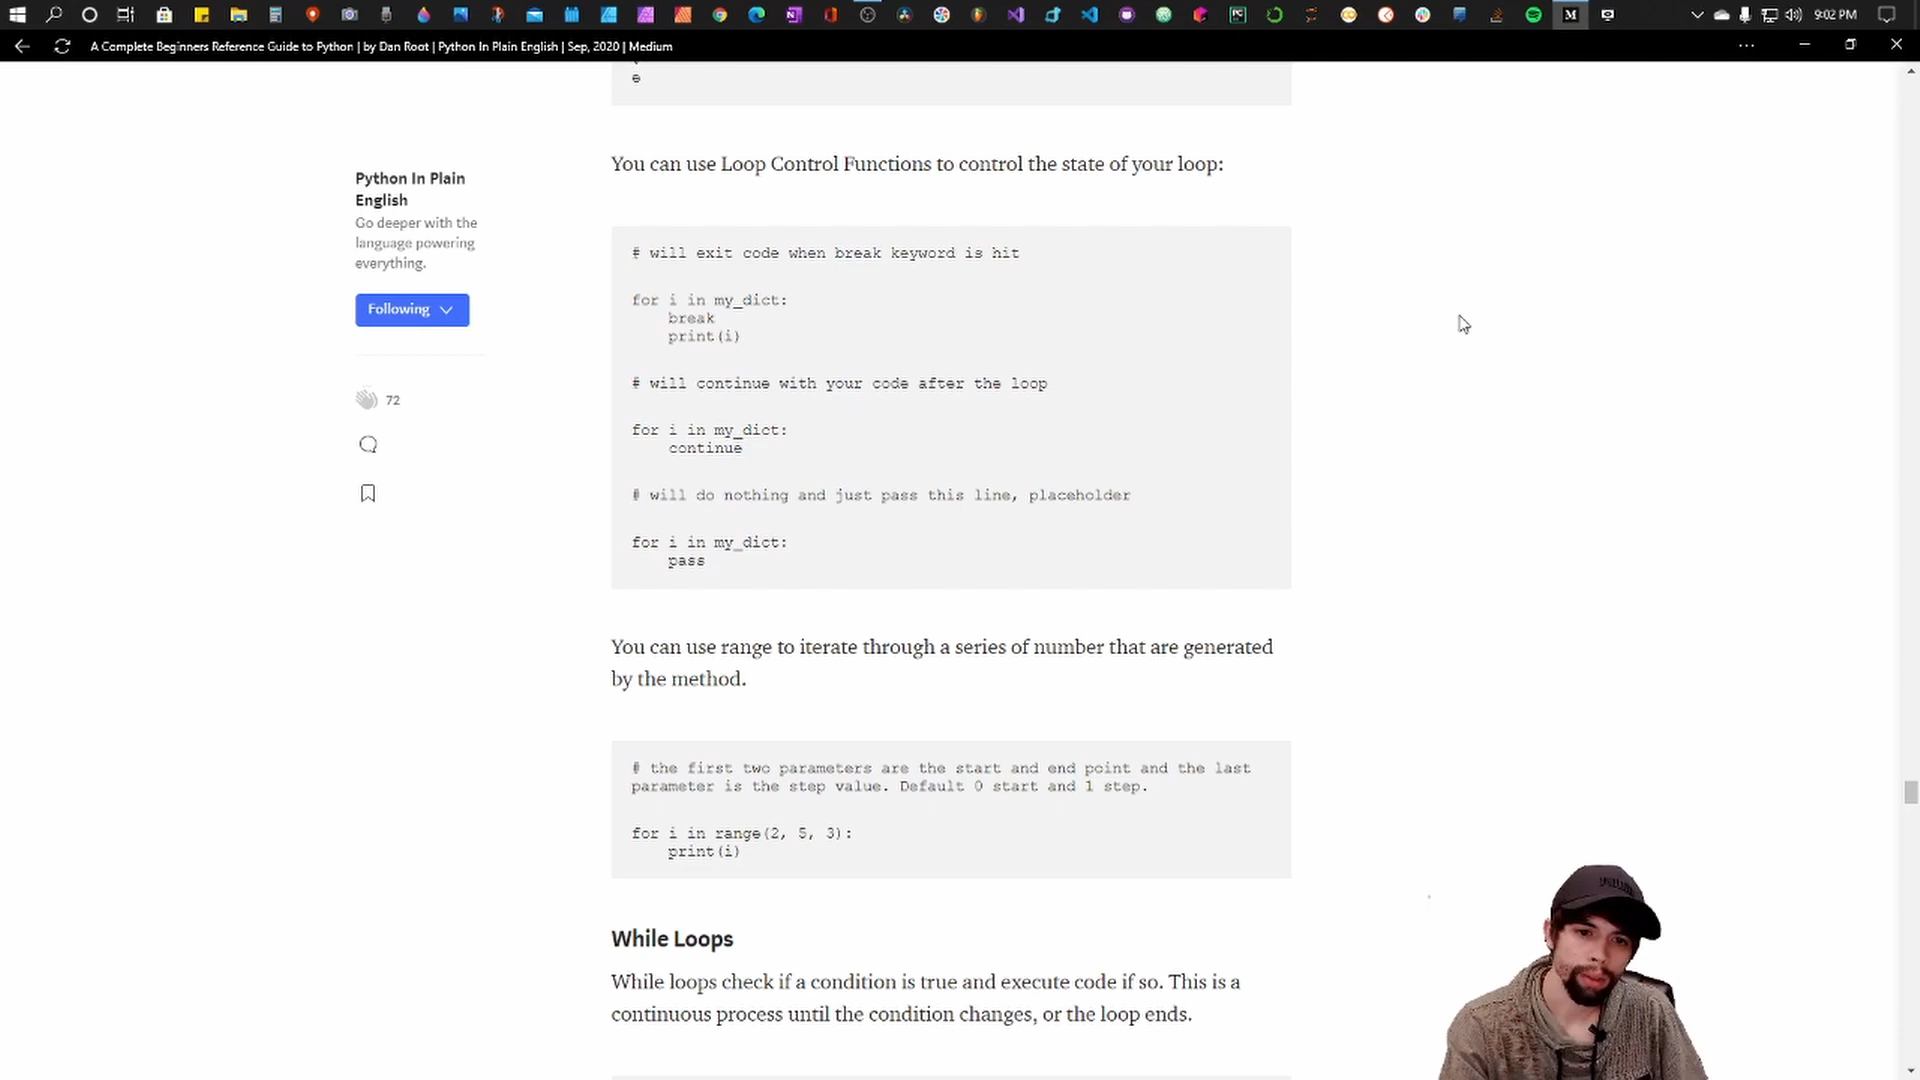 9:02 PM
A Complete Beginners Reference Guide to Python | by Dan Root | Python In Plain English | Sep, 2020 | Medium
e
You can use Loop Control Functions to control the state of your loop:
Python In Plain
English
Go deeper with the
language powering
everything.
Following
72
# will exit code when break keyword is hit
for i in my_dict:
break
print(i)
# will continue with your code after the loop
for i in my_dict:
continue
# will do nothing and just pass this line, placeholder
for i in my_dict:
pass
You can use range to iterate through a series of number that are generated
by the method.
# the first two parameters are the start and end point and the last
parameter is the step value. Default 0 start and 1 step.
for i in range(2, 5, 3):
print(i)
While Loops
While loops check if a condition is true and execute code if so. This is a
continuous process until the condition changes, or the loop ends.